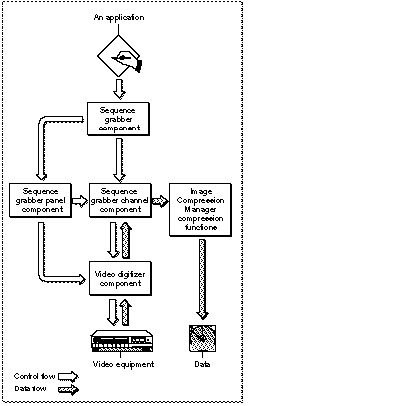 An application
Sequence
grabber
component
Sequence
grabber panel
component
Sequence
grabber channel
component
Image
Compression
Manager
compression
functions
Video digitizer
component
Video equipment
Data
Control flow
Data flow